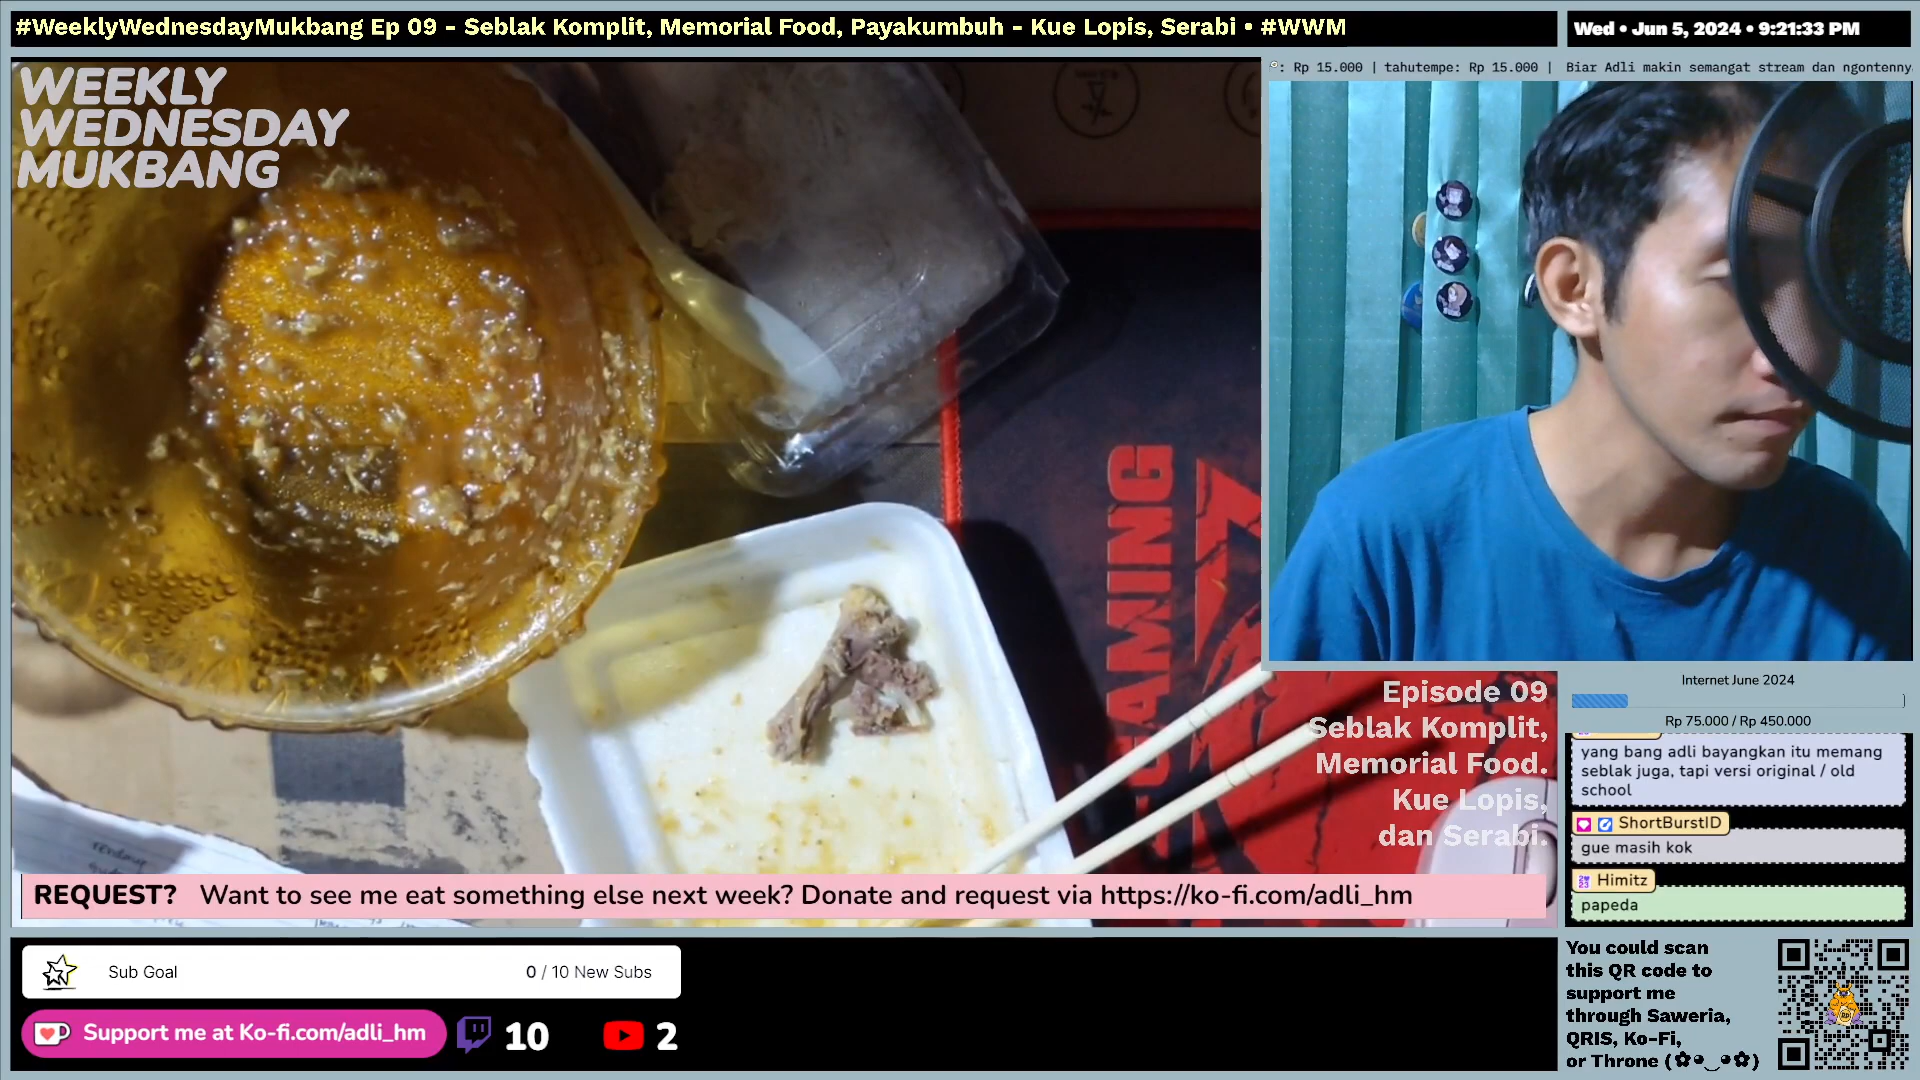 #WeeklyWednesdayMukbang Ep 09 - Seblak Komplit, Memorial Food, Payakumbuh - Kue Lopis, Serabi • #WWM
Wed • Jun 5, 2024 • 9:21:33 PM
: Rp 15.000 | tahutempe: Rp 15.000 | Biar Adli makin semangat stream dan ngontenny
WEEKLY
WEDNESDAY
MUKBANG
GAMING
GAMING
Episode 09
Seblak Komplit,
Memorial Food.
Kue Lopis,
dan Serabi.
Internet June 2024
Rp 75.000 / Rp 450.000
yang bang adli bayangkan itu memang
seblak juga, tapi versi original / old
school
ShortBurstID
gue masih kok
Himitz
papeda
REQUEST? Want to see me eat something else next week? Donate and request via https://ko-fi.com/adli_hm
Sub Goal
0 / 10 New Subs
Support me at Ko-fi.com/adli_hm
10
2
You could scan
this QR code to
support me
through Saweria,
QRIS, Ko-Fi,
or Throne (✿◕‿◕✿)